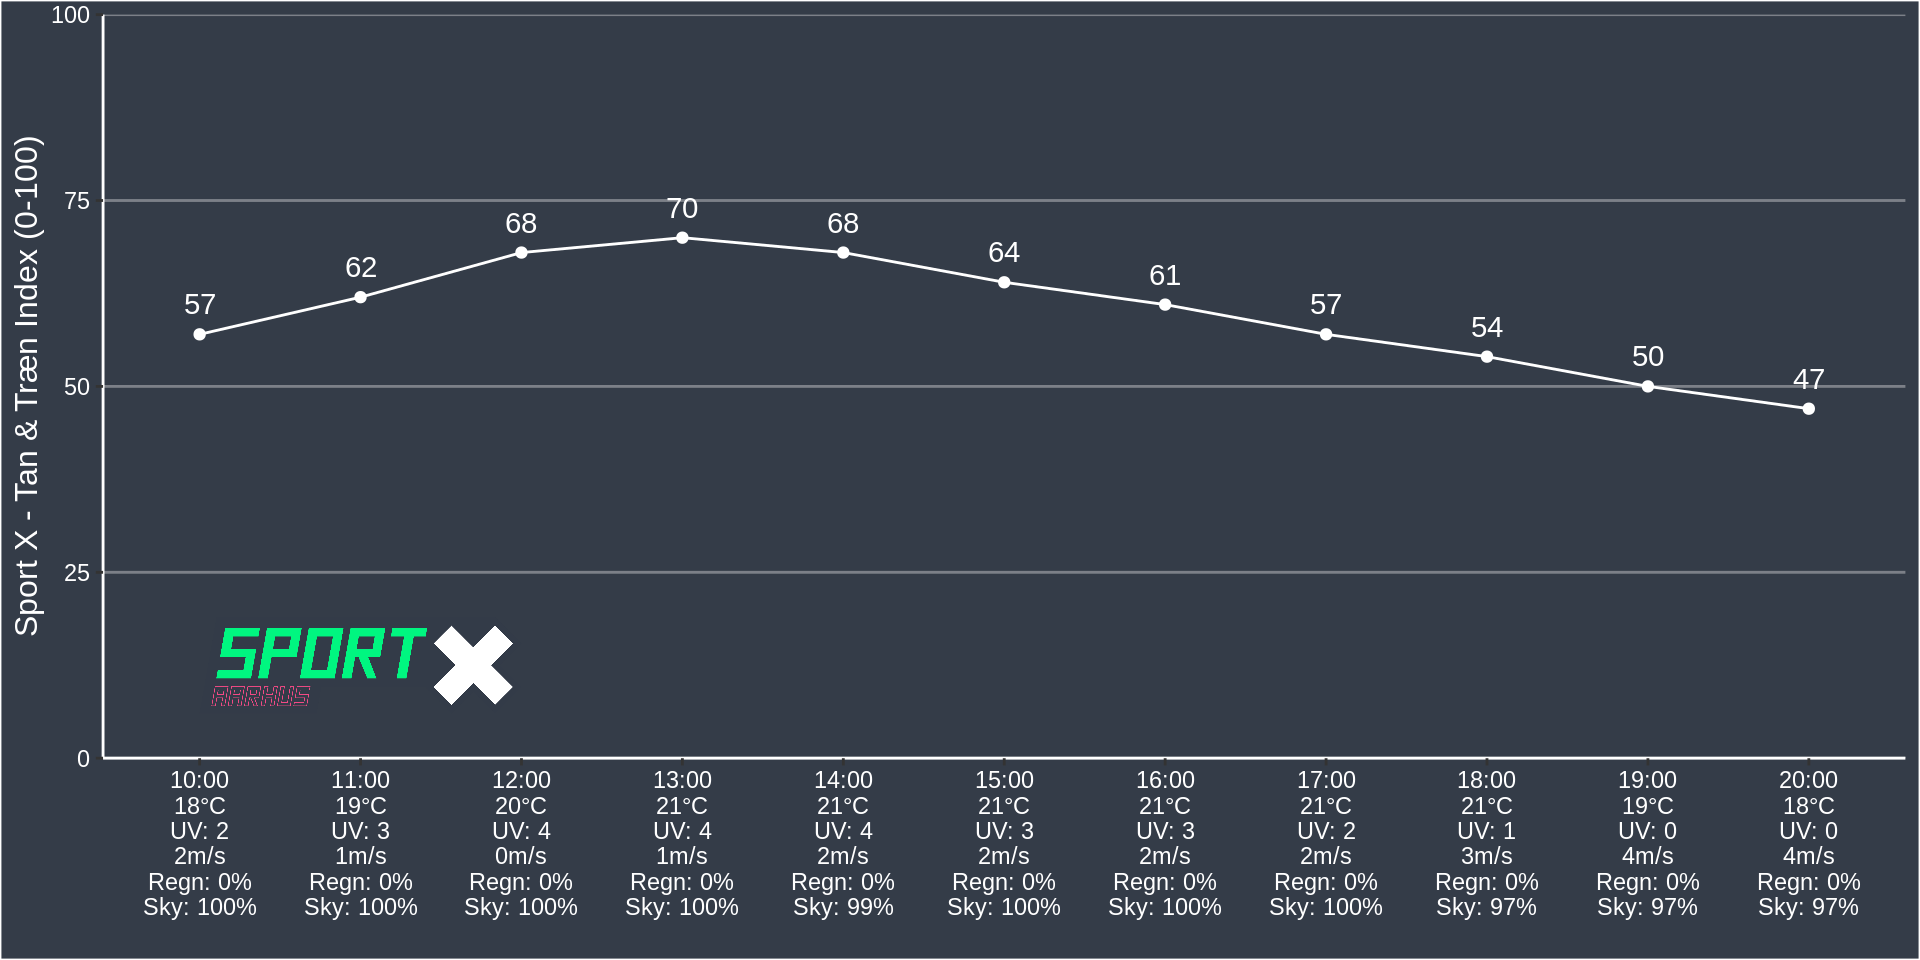 Sport X - Tan & Træn Index (0-100)
100
75
50
25
0
57
62
68
70
68
64
61
57
54
50
47
SPORT X
AARHUS
10:00 11:00 12:00 13:00 14:00 15:00 16:00 17:00 18:00 19:00 20:00
18°C 19°C 20°C 21°C 21°C 21°C 21°C 21°C 21°C 19°C 18°C
UV: 2 UV: 3 UV: 4 UV: 4 UV: 4 UV: 3 UV: 3 UV: 2 UV: 1 UV: 0 UV: 0
2m/s 1m/s 0m/s 1m/s 2m/s 2m/s 2m/s 2m/s 3m/s 4m/s 4m/s
Regn: 0% Regn: 0% Regn: 0% Regn: 0% Regn: 0% Regn: 0% Regn: 0% Regn: 0% Regn: 0% Regn: 0% Regn: 0%
Sky: 100% Sky: 100% Sky: 100% Sky: 100% Sky: 99% Sky: 100% Sky: 100% Sky: 100% Sky: 97% Sky: 97% Sky: 97%